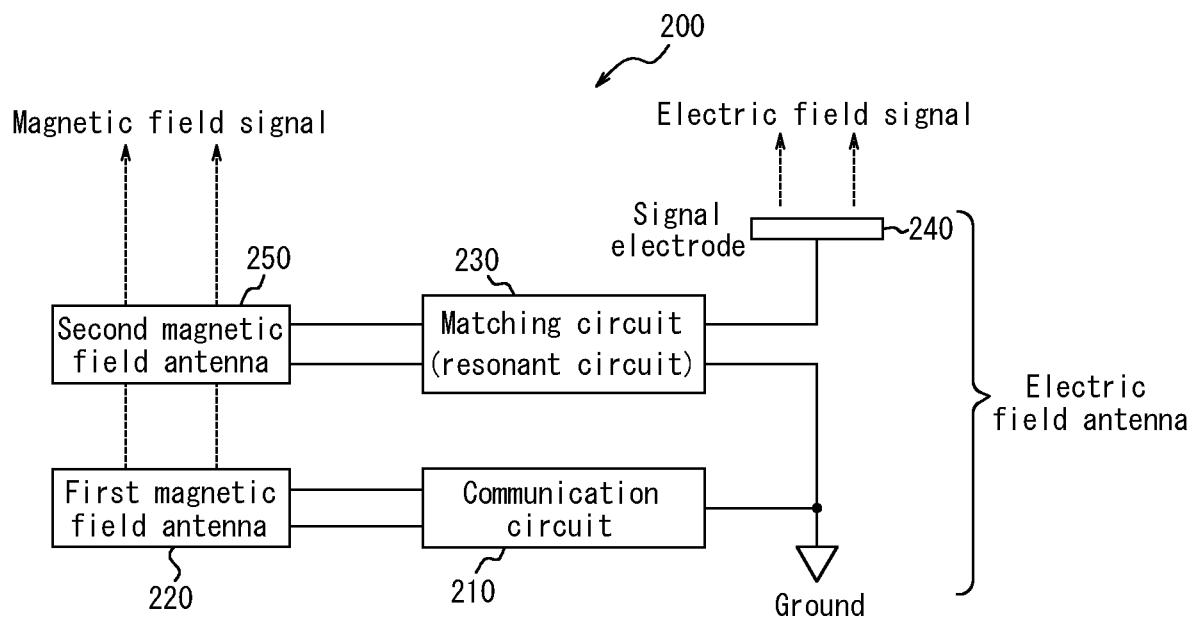 200
Magnetic field signal
Electric field signal
Signal
electrode
240
250
230
Second magnetic
field antenna
Matching circuit
(resonant circuit)
Electric
field antenna
First magnetic
field antenna
Communication
circuit
220
210
Ground